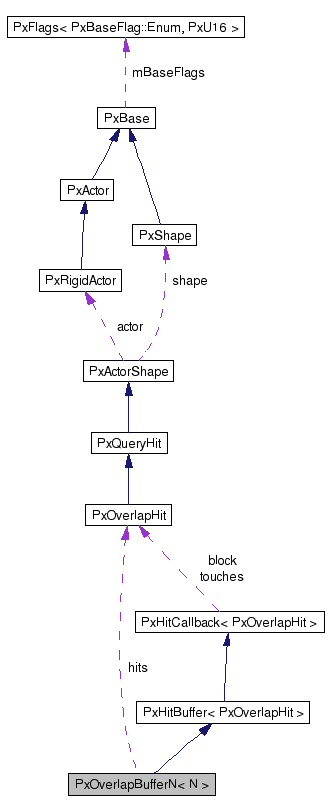 PxFlags< PxBaseFlag::Enum, PxU16 >
mBaseFlags
PxBase
PxActor
PxShape
PxRigidActor
shape
actor
PxActorShape
PxQueryHit
PxOverlapHit
block
touches
PxHitCallback< PxOverlapHit >
hits
PxHitBuffer< PxOverlapHit >
PxOverlapBufferN< N >